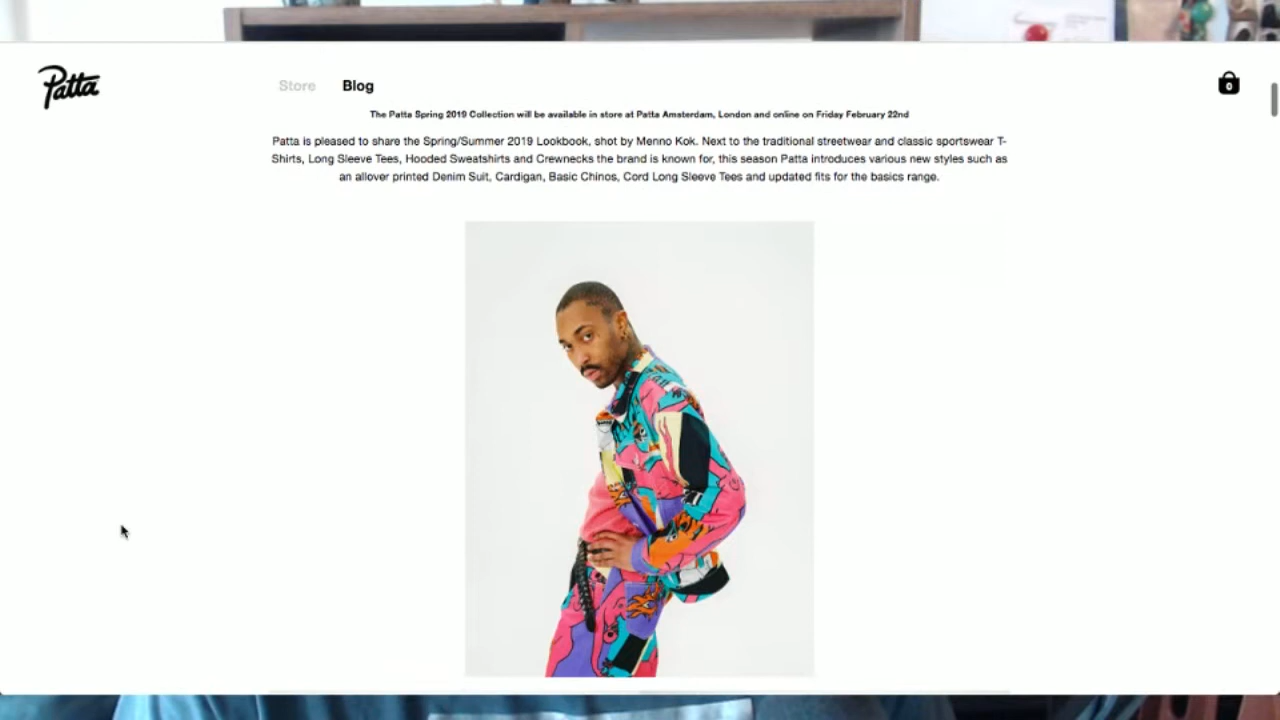 Patta
Store
Blog
0
The Patta Spring 2019 Collection will be available in store at Patta Amsterdam, London and online on Friday February 22nd
Patta is pleased to share the Spring/Summer 2019 Lookbook, shot by Menno Kok. Next to the traditional streetwear and classic sportswear T-
Shirts, Long Sleeve Tees, Hooded Sweatshirts and Crewnecks the brand is known for, this season Patta introduces various new styles such as
an allover printed Denim Suit, Cardigan, Basic Chinos, Cord Long Sleeve Tees and updated fits for the basics range.